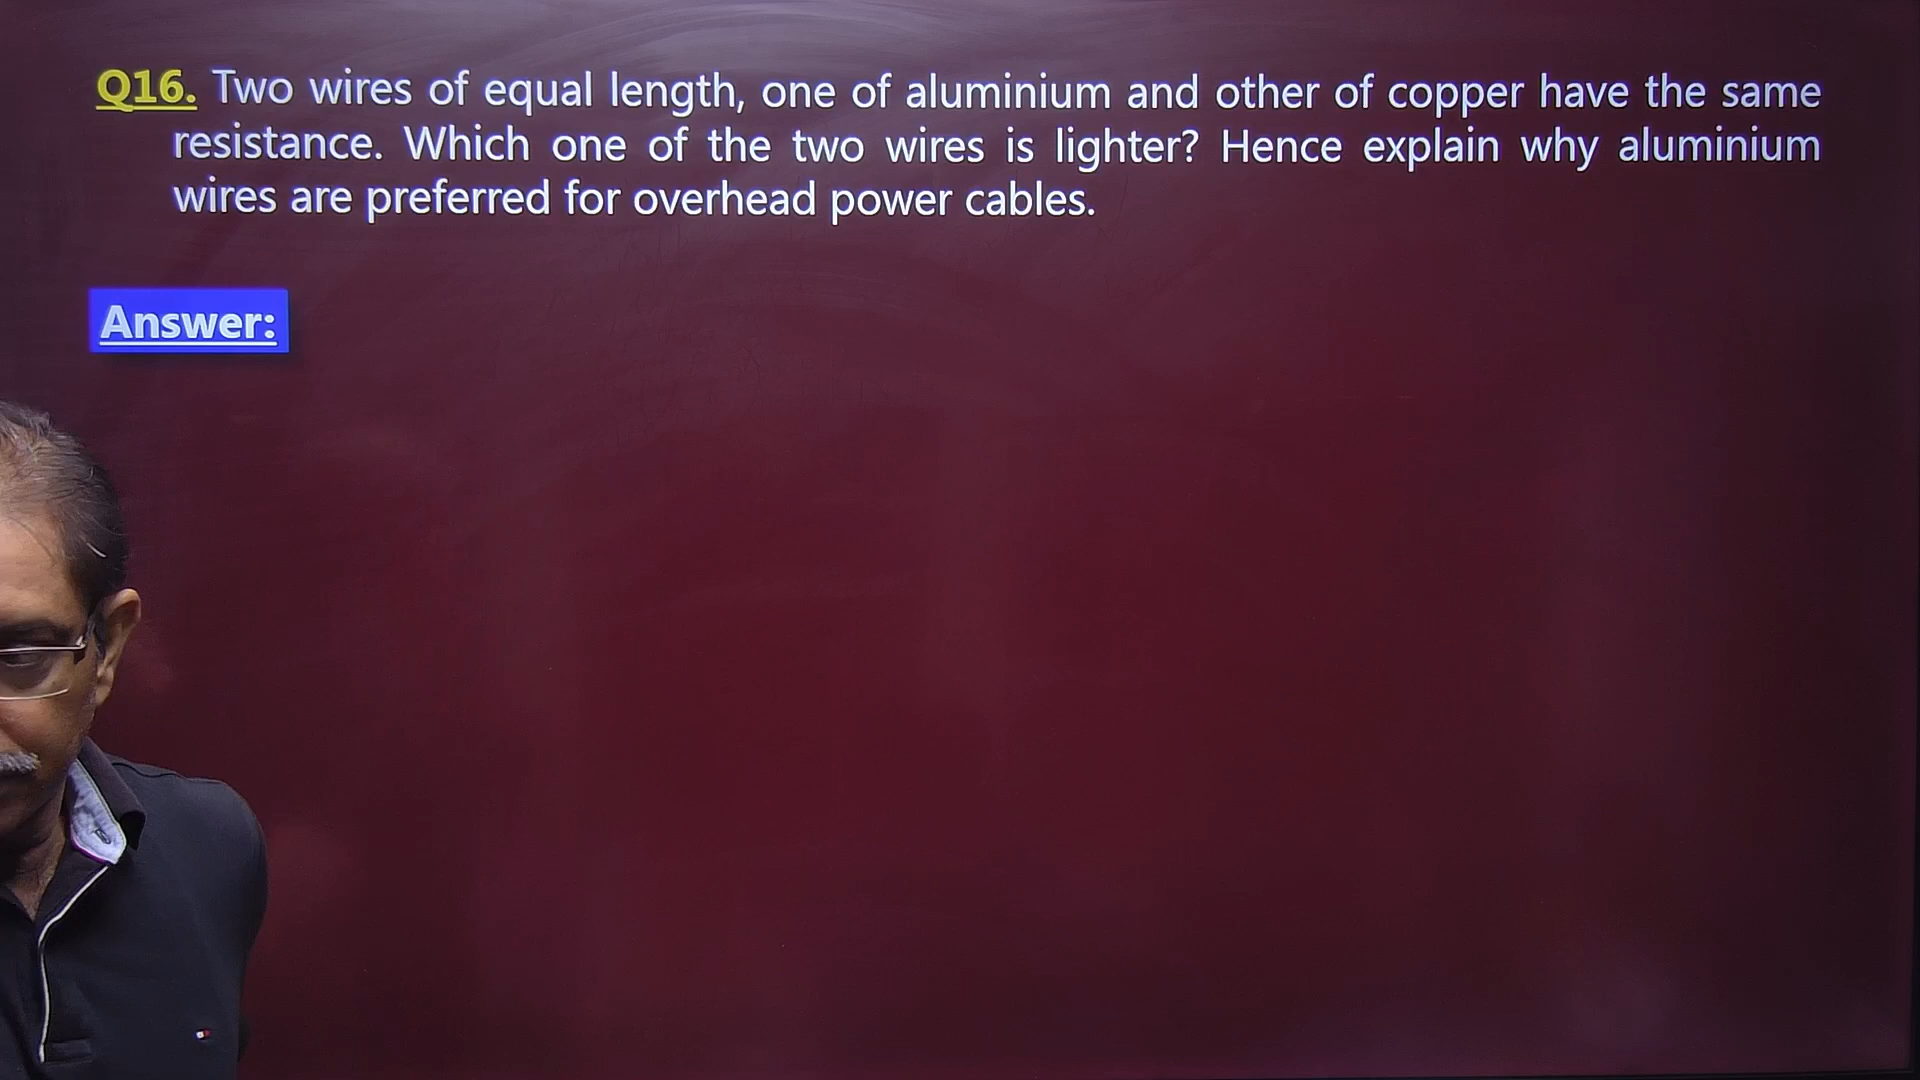 Q16. Two wires of equal length, one of aluminium and other of copper have the same
resistance. Which one of the two wires is lighter? Hence explain why aluminium
wires are preferred for overhead power cables.
Answer: